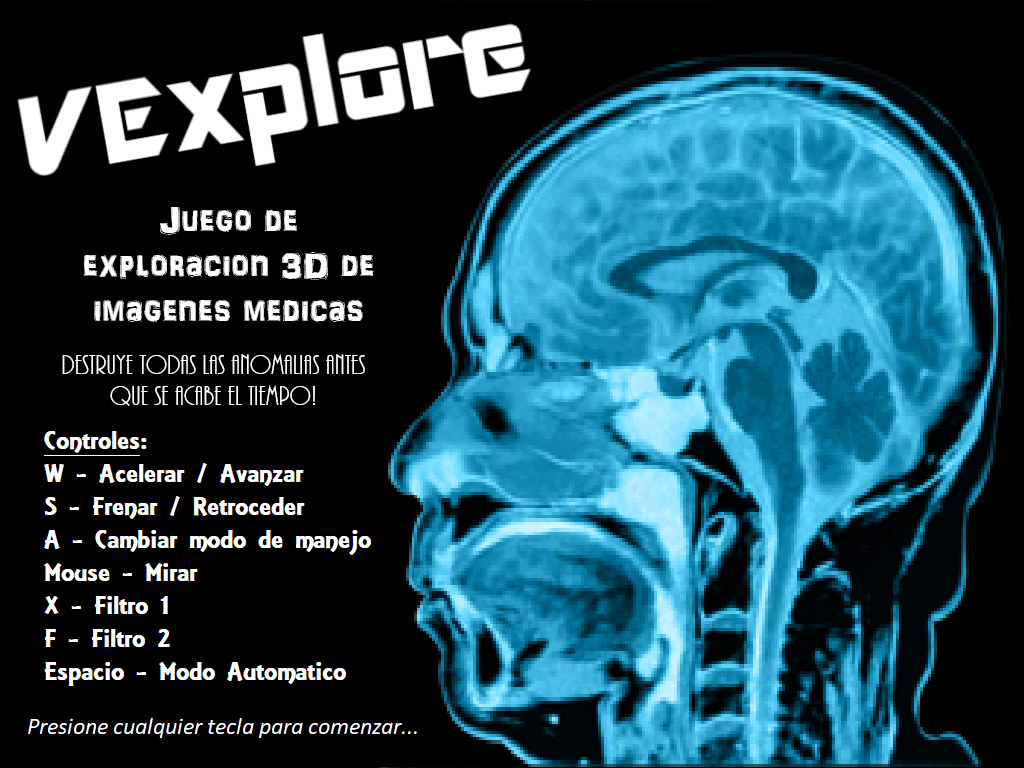 VExplore
Juego de
exploracion 3D de
imagenes medicas
DESTRUYE TODAS LAS ANOMALIAS ANTES
QUE SE ACABE EL TIEMPO!
Controles:
W - Acelerar / Avanzar
S - Frenar / Retroceder
A - Cambiar modo de manejo
Mouse - Mirar
X - Filtro 1
F - Filtro 2
Espacio - Modo Automatico
Presione cualquier tecla para comenzar...